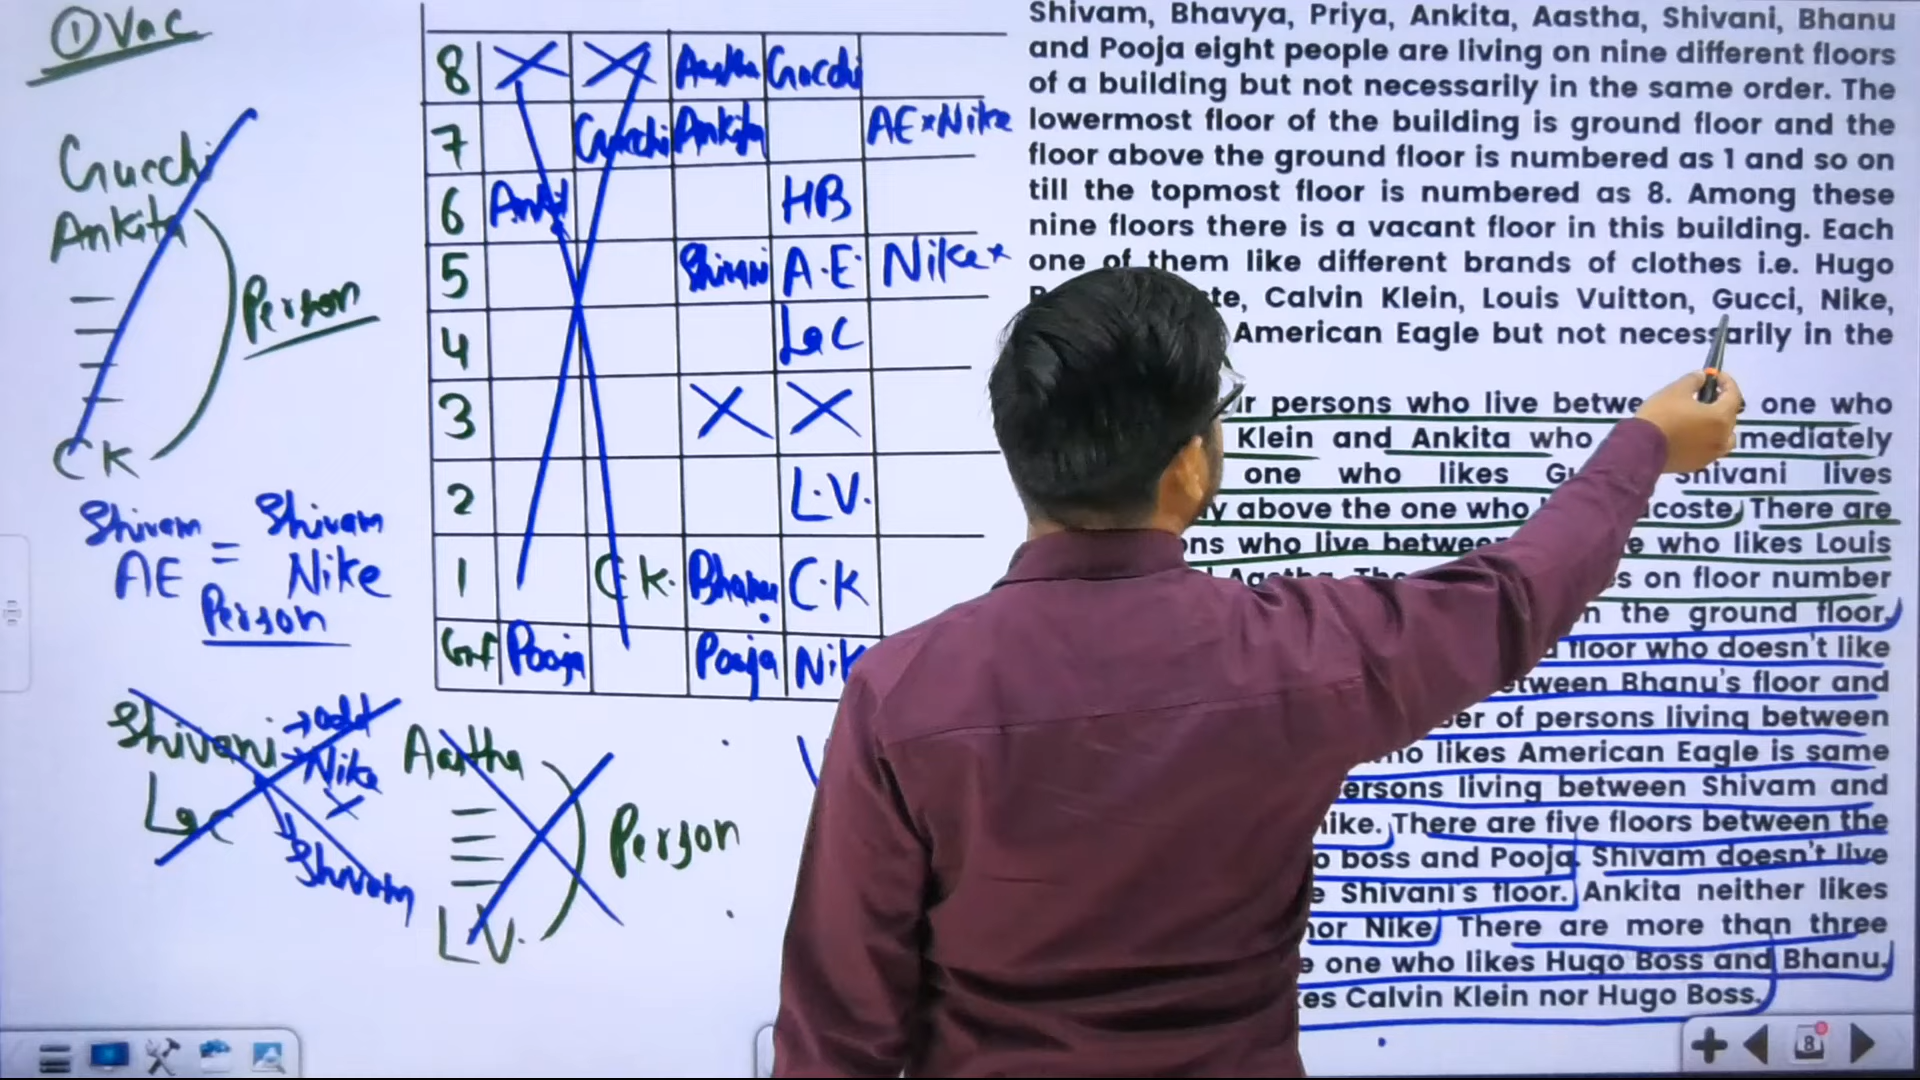 ① Vac
Gucchi
Ankita
Person
CK
Shivam = Shivam
AE Nike
Person
Shivani → odd
→ Nike
x
Lac
Shivam
Aastha
Person
L.V.
8 Aastha Gucchi
7 Gucchi Ankita AE x Nike
6 Ankit HB
5 Shivani A.E. Nike x
4 Lac
3
2 L.V.
1 C.K. Bhanu C.K
Grf Pooja Pooja Nik
Shivam, Bhavya, Priya, Ankita, Aastha, Shivani, Bhanu
and Pooja eight people are living on nine different floors
of a building but not necessarily in the same order. The
lowermost floor of the building is ground floor and the
floor above the ground floor is numbered as 1 and so on
till the topmost floor is numbered as 8. Among these
nine floors there is a vacant floor in this building. Each
one of them like different brands of clothes i.e. Hugo
Calvin Klein, Louis Vuitton, Gucci, Nike,
American Eagle but not necessarily in the
persons who live one who
Klein and Ankita who
one who likes Shivani lives
above the one who There are
who live who likes Louis
on floor number
the ground floor.
floor who doesn't like
Bhanu's floor and
of persons living between
likes American Eagle is same
persons living between Shivam and
There are five floors between the
boss and Pooja. Shivam doesn't live
Shivani's floor. Ankita neither likes
nor Nike. There are more than three
one who likes Hugo Boss and Bhanu.
Calvin Klein nor Hugo Boss.
8